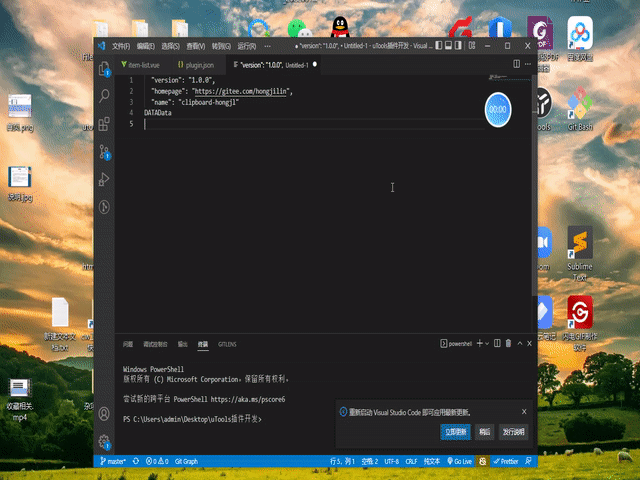 文件(F) 编辑(E) 选择(S) 查看(V) 转到(G) 运行(R) ··· ● "version": "1.0.0", • Untitled-1 - uTools插件开发 - Visual ...
item-list.vue
{} plugin.json
"version": "1.0.0", Untitled-1 ●
1 "version": "1.0.0",
2 "homepage": "https://gitee.com/hongjilin",
3 "name": "clipboard-hongjl"
4 DATAData
5
00:00
问题 调试控制台 输出 终端 GITLENS
powershell
Windows PowerShell
版权所有 (C) Microsoft Corporation。保留所有权利。
尝试新的跨平台 PowerShell https://aka.ms/pscore6
PS C:\Users\admin\Desktop\uTools插件开发>
重新启动 Visual Studio Code 即可应用最新更新。
立即更新 稍后 发行说明
master* 0 0 Git Graph
行 5，列 1 空格: 2 UTF-8 CRLF 纯文本 Go Live Prettier
说明.jpg
新建文本文档.txt
收藏相关.mp4
Git Bash
Sublime Text